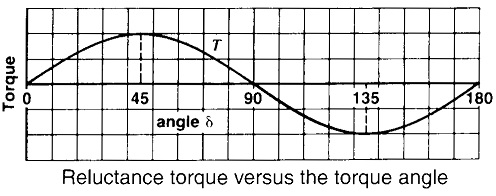 T
Torque
0 45 90 135 180
angle δ
Reluctance torque versus the torque angle